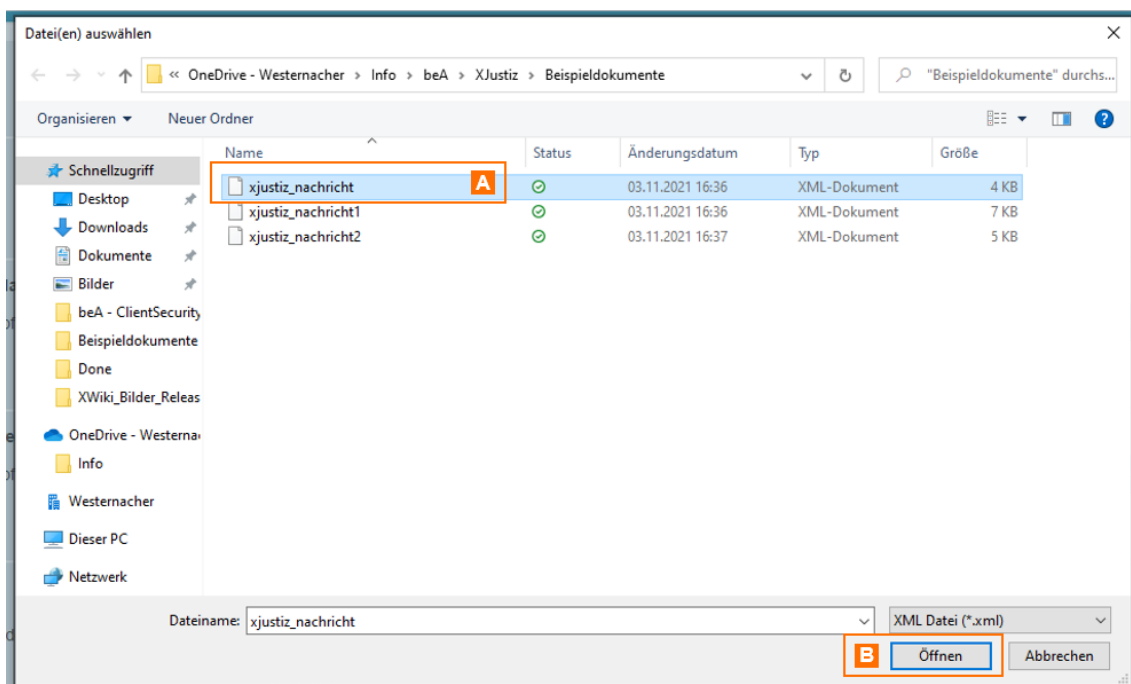 Datei(en) auswählen
« OneDrive - Westernacher > Info > beA > XJustiz > Beispieldokumente
"Beispieldokumente" durchs...
Organisieren Neuer Ordner
Name Status Änderungsdatum Typ Größe
Schnellzugriff
Desktop
Downloads
Dokumente
Bilder
beA - ClientSecurity
Beispieldokumente
Done
XWiki_Bilder_Releas
OneDrive - Westerna
Info
Westernacher
Dieser PC
Netzwerk
xjustiz_nachricht A 03.11.2021 16:36 XML-Dokument 4 KB
xjustiz_nachricht1 03.11.2021 16:36 XML-Dokument 7 KB
xjustiz_nachricht2 03.11.2021 16:37 XML-Dokument 5 KB
Dateiname: xjustiz_nachricht XML Datei (*.xml)
B Öffnen Abbrechen